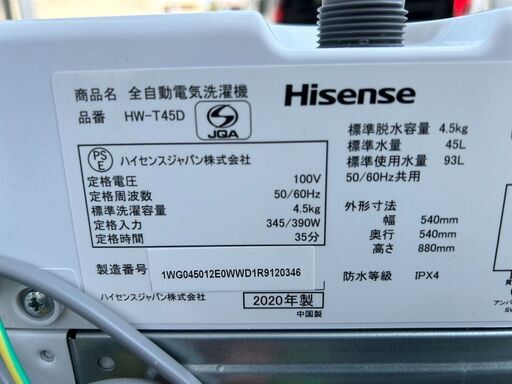 商品名 全自動電気洗濯機
品番 HW-T45D
JQA
Hisense
PS
E
ハイセンスジャパン株式会社
定格電圧 100V
定格周波数 50/60Hz
標準洗濯容量 4.5kg
定格入力 345/390W
定格時間 35分
製造番号 1WG045012E0WWD1R9120346
ハイセンスジャパン株式会社 2020年製
中国製
標準脱水容量 4.5kg
標準水量 45L
標準使用水量 93L
50/60Hz共用
外形寸法
幅 540mm
奥行 540mm
高さ 880mm
防水等級 IPX4